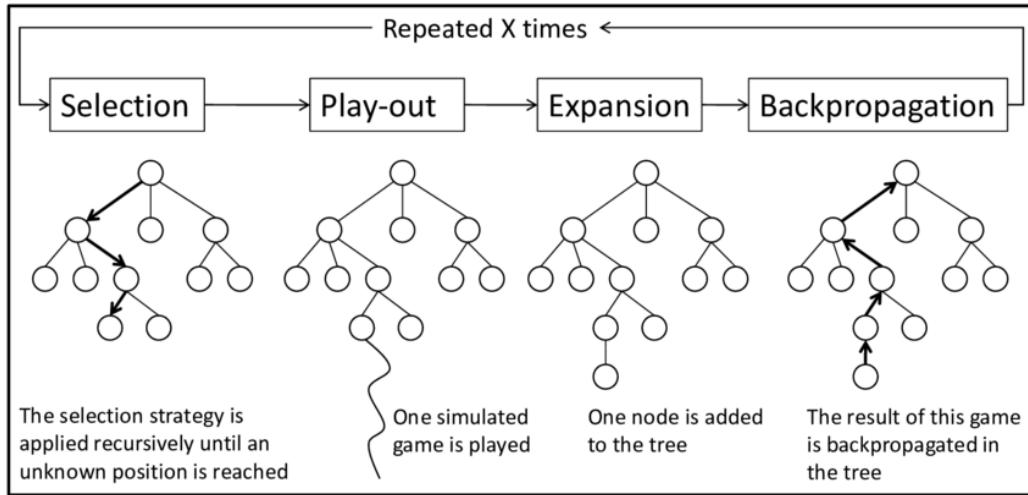 Repeated X times
Selection
Play-out
Expansion
Backpropagation
The selection strategy is
applied recursively until an
unknown position is reached
One simulated
game is played
One node is added
to the tree
The result of this game
is backpropagated in
the tree